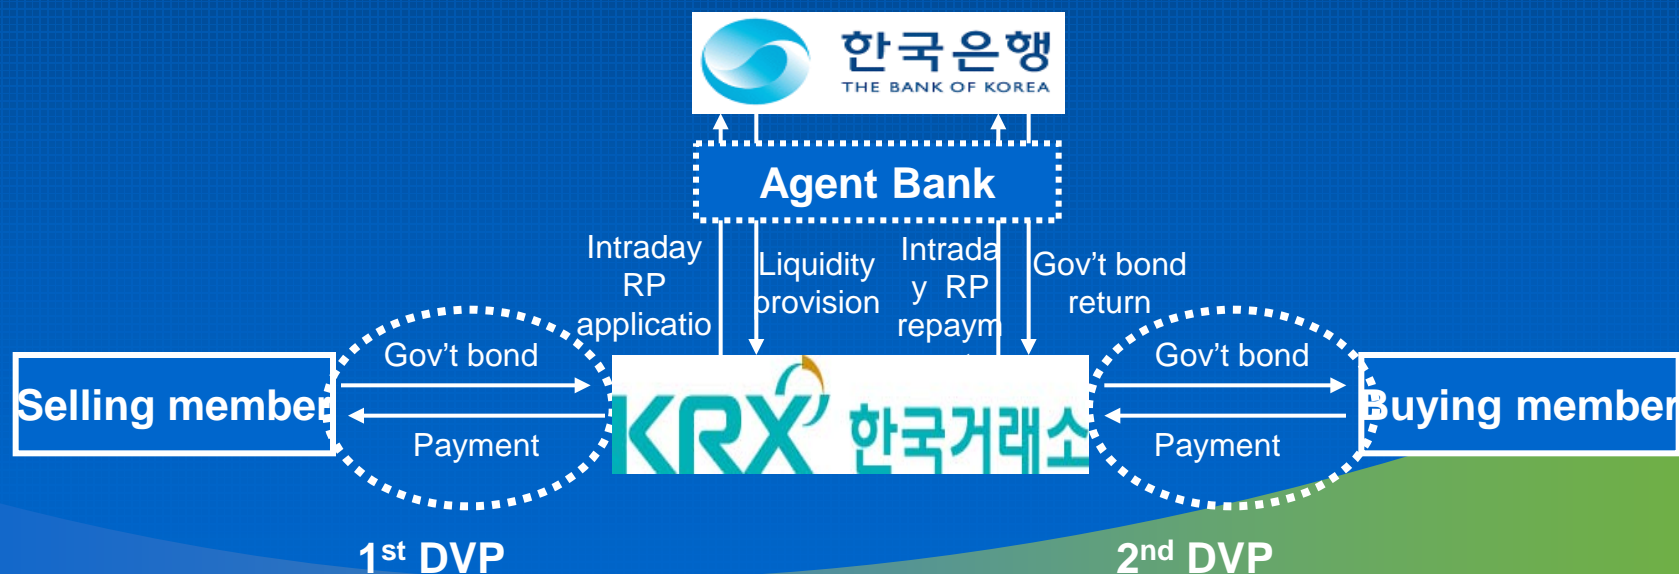 한국은행
THE BANK OF KOREA
Agent Bank
Intraday
RP
applicatio
Liquidity
provision
Intrada
y RP
repaym
Gov't bond
return
Gov't bond
Payment
Selling member
KRX 한국거래소
Gov't bond
Payment
Buying member
1st DVP
2nd DVP